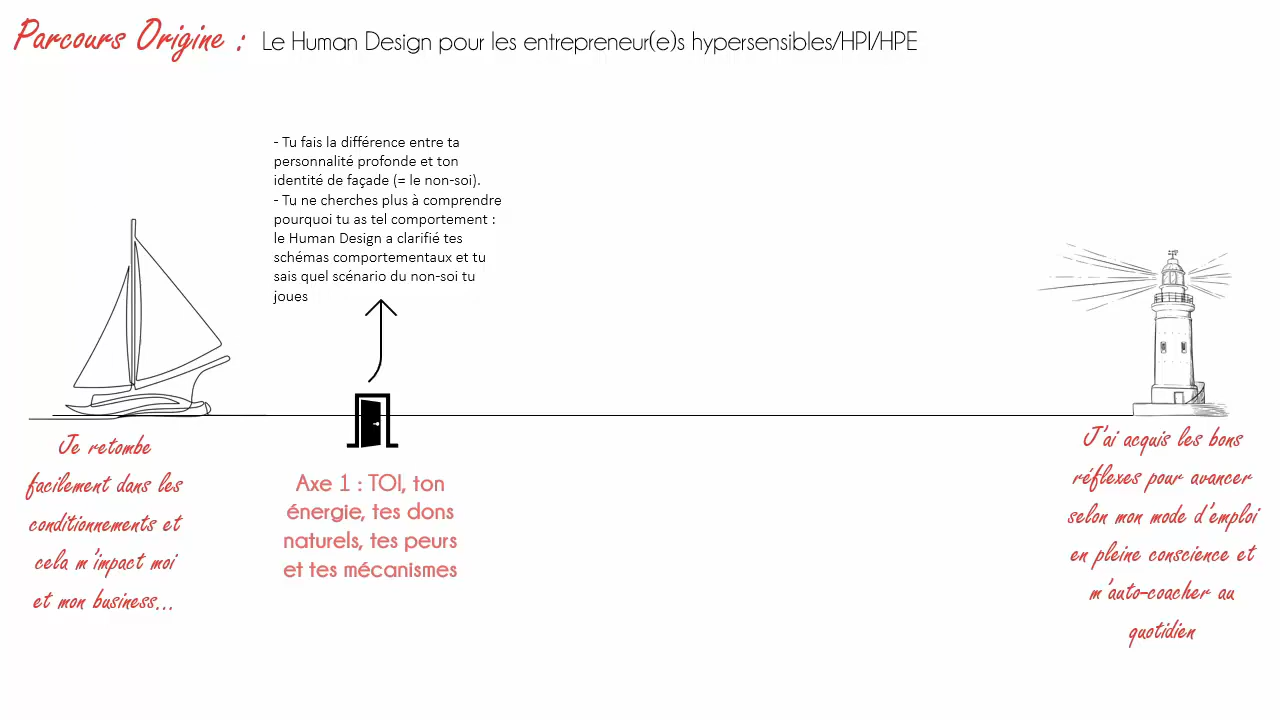 Parcours Origine : Le Human Design pour les entrepreneur(e)s hypersensibles/HPI/HPE
- Tu fais la différence entre ta
personnalité profonde et ton
identité de façade (= le non-soi).
- Tu ne cherches plus à comprendre
pourquoi tu as tel comportement :
le Human Design a clarifié tes
schémas comportementaux et tu
sais quel scénario du non-soi tu
joues
Je retombe
facilement dans les
conditionnements et
cela m'impact moi
et mon business...
Axe 1 : TOI, ton
énergie, tes dons
naturels, tes peurs
et tes mécanismes
J'ai acquis les bons
réflexes pour avancer
selon mon mode d'emploi
en pleine conscience et
m'auto-coacher au
quotidien